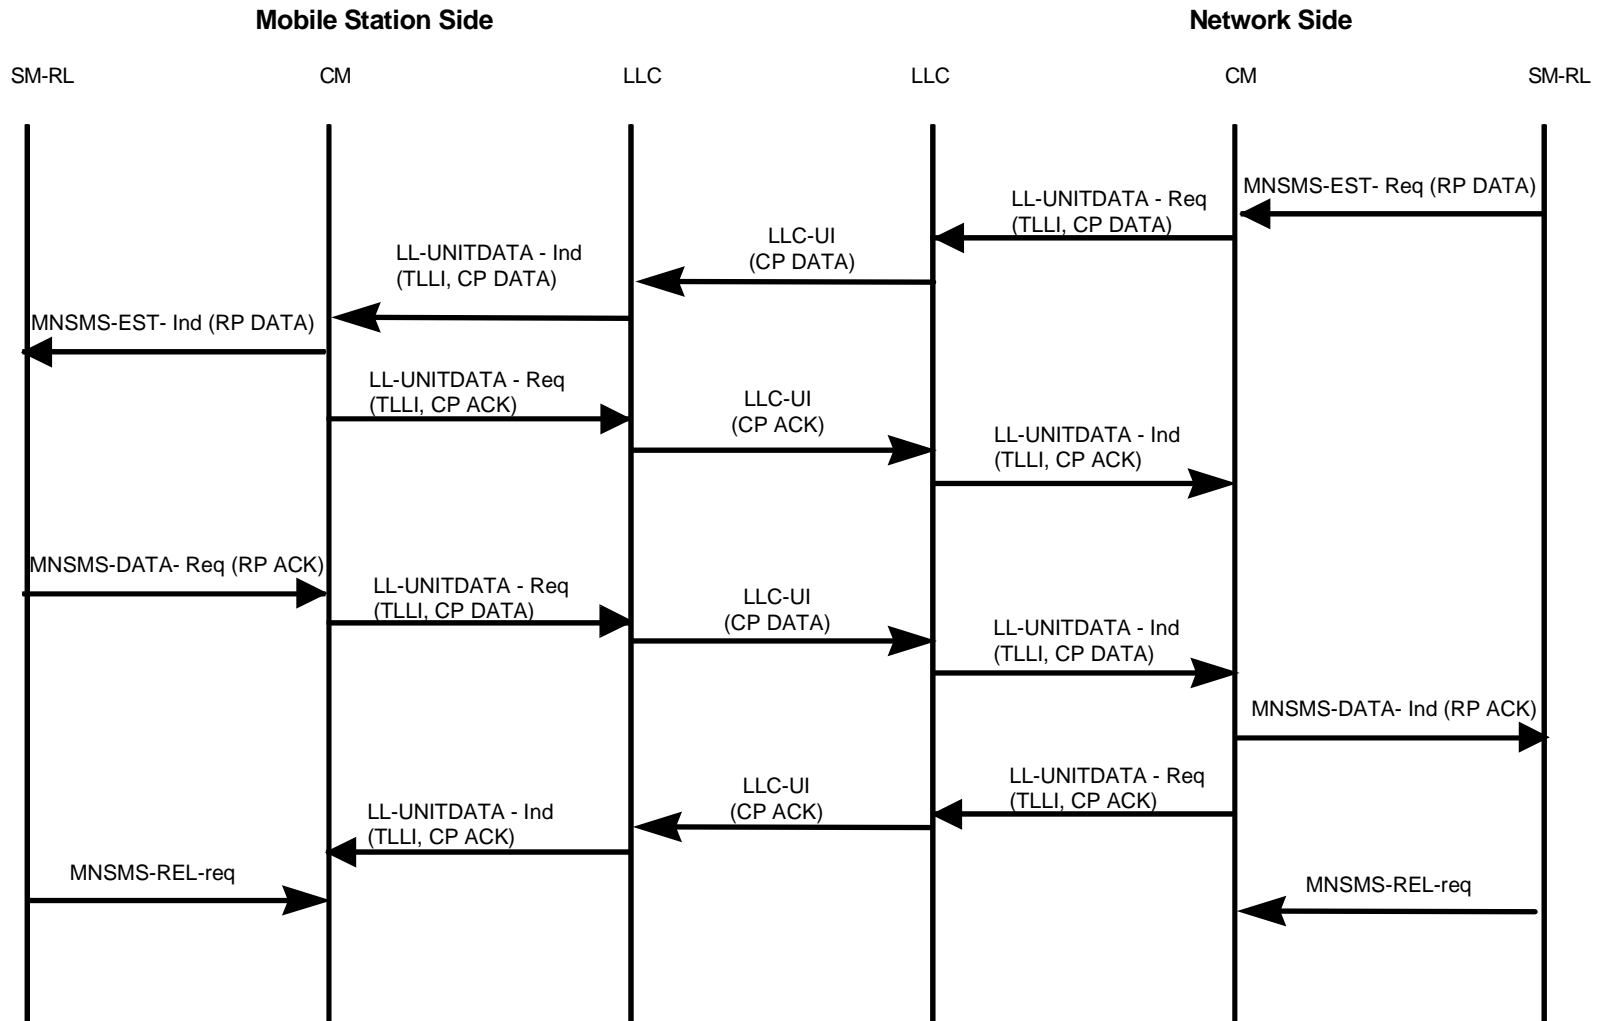 Mobile Station Side
Network Side
SM-RL
CM
LLC
LLC
CM
SM-RL
MNSMS-EST- Req (RP DATA)
LL-UNITDATA - Req
(TLLI, CP DATA)
LLC-UI
(CP DATA)
LL-UNITDATA - Ind
(TLLI, CP DATA)
MNSMS-EST- Ind (RP DATA)
LL-UNITDATA - Req
(TLLI, CP ACK)
LLC-UI
(CP ACK)
LL-UNITDATA - Ind
(TLLI, CP ACK)
MNSMS-DATA- Req (RP ACK)
LL-UNITDATA - Req
(TLLI, CP DATA)
LLC-UI
(CP DATA)
LL-UNITDATA - Ind
(TLLI, CP DATA)
MNSMS-DATA- Ind (RP ACK)
LL-UNITDATA - Req
(TLLI, CP ACK)
LLC-UI
(CP ACK)
LL-UNITDATA - Ind
(TLLI, CP ACK)
MNSMS-REL-req
MNSMS-REL-req